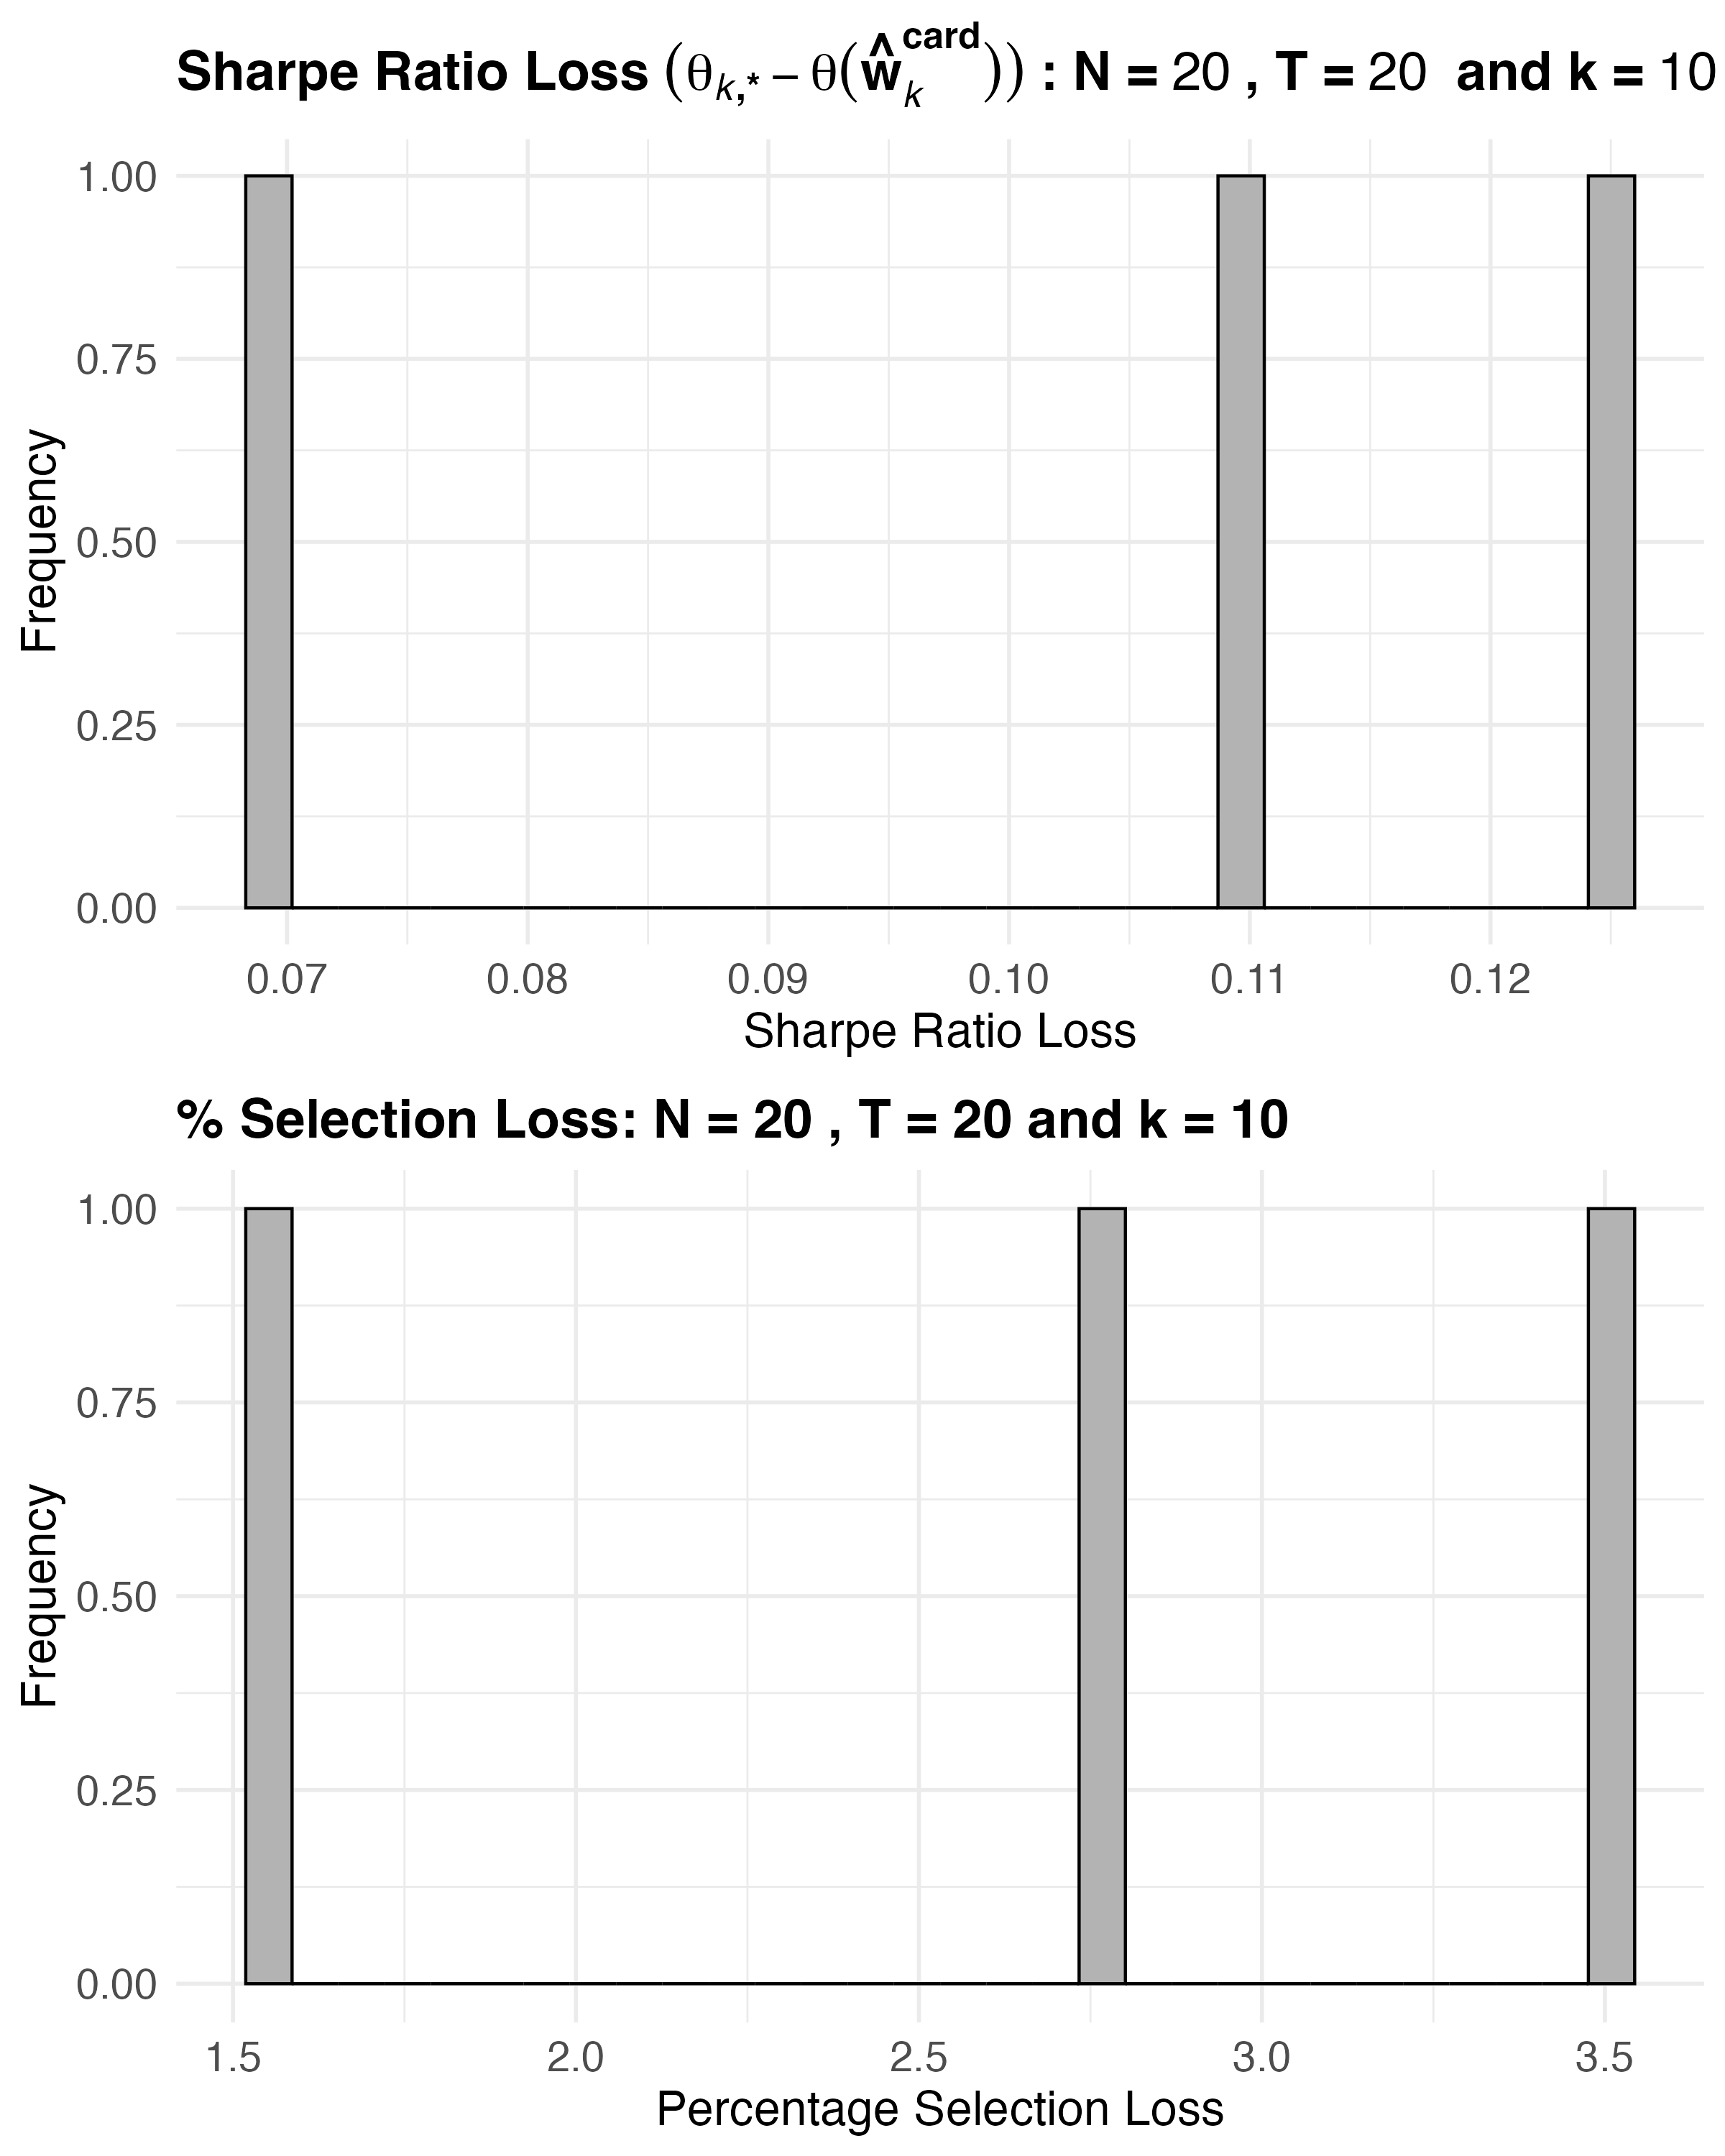 Sharpe Ratio Loss (θk,* − θ(ŵk^card)) : N = 20 , T = 20 and k = 10
1.00
0.75
0.50
0.25
0.00
Frequency
0.07 0.08 0.09 0.10 0.11 0.12
Sharpe Ratio Loss
% Selection Loss: N = 20 , T = 20 and k = 10
1.00
0.75
0.50
0.25
0.00
Frequency
1.5 2.0 2.5 3.0 3.5
Percentage Selection Loss